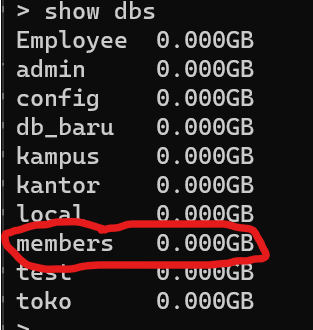 > show dbs
Employee 0.000GB
admin 0.000GB
config 0.000GB
db_baru 0.000GB
kampus 0.000GB
kantor 0.000GB
local 0.000GB
members 0.000GB
test 0.000GB
toko 0.000GB
>